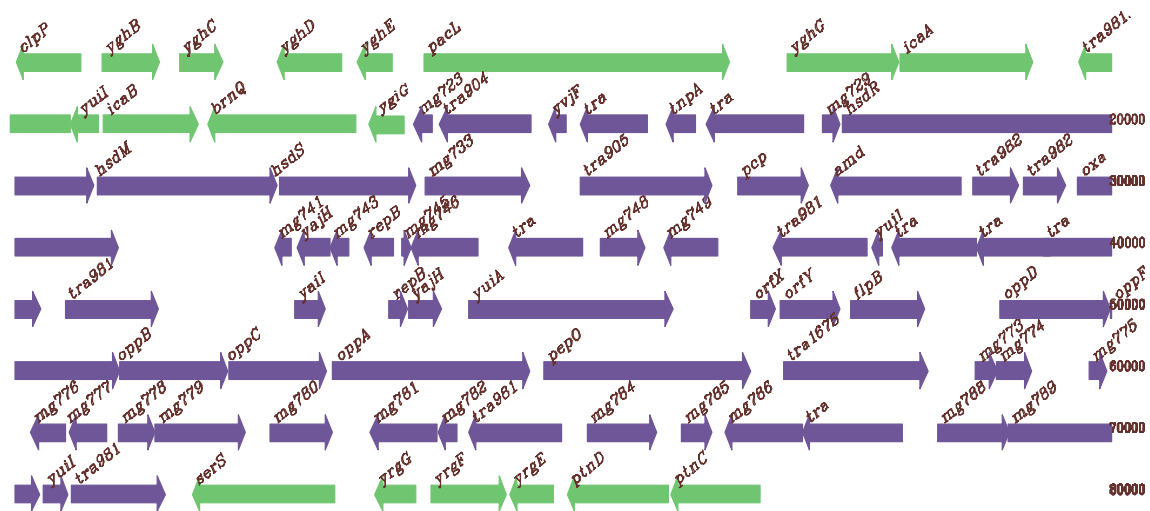 clpP yghB yghC yghD yghE pacL yghG icaA tra981.
yuiI icaB brnQ ygiG mg723 tra904 yvjF tra tnpA tra mg729 hsdR 20000
hsdM hsdS mg733 tra905 pcp amd tra982 tra982 oxa 30000
mg741 yajH mg743 repB mg745 mg746 tra mg748 mg749 tra981 yuiI tra tra tra 40000
tra981 yaiI repB yajH yuiA orfX orfY flpB oppD oppF 50000
oppB oppC oppA pepO tra1675 mg773 mg774 mg775 60000
mg776 mg777 mg778 mg779 mg780 mg781 mg782 tra981 mg784 mg785 mg786 tra mg788 mg789 70000
yuiI tra981 serS yrgG yrgF yrgE ptnD ptnC 80000